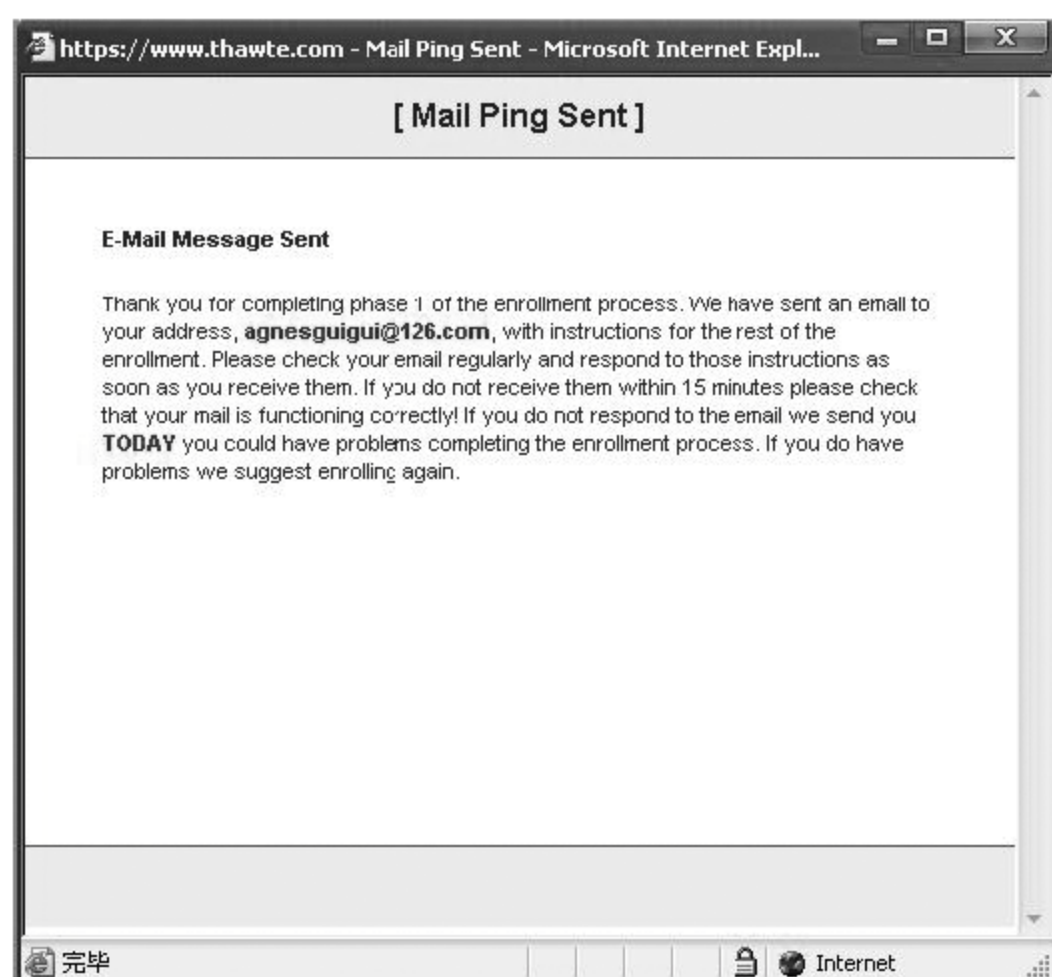 https://www.thawte.com - Mail Ping Sent - Microsoft Internet Expl...
[ Mail Ping Sent ]
E-Mail Message Sent
Thank you for completing phase 1 of the enrollment process. We have sent an email to
your address, agnesguigui@126.com, with instructions for the rest of the
enrollment. Please check your email regularly and respond to those instructions as
soon as you receive them. If you do not receive them within 15 minutes please check
that your mail is functioning correctly! If you do not respond to the email we send you
TODAY you could have problems completing the enrollment process. If you do have
problems we suggest enrolling again.
完毕
Internet